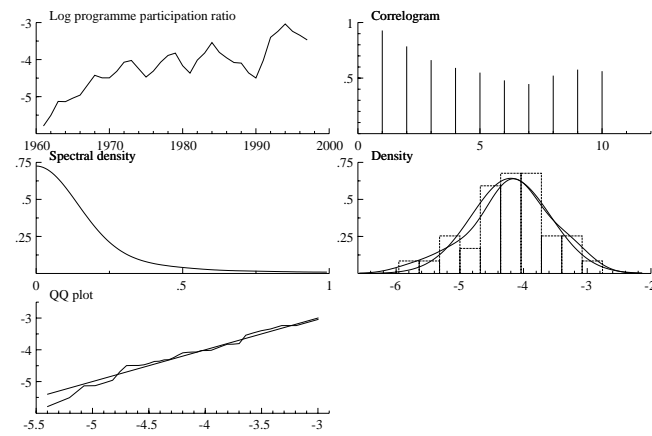 Log programme participation ratio
-3
-4
-5
1960 1970 1980 1990 2000
Correlogram
1
.5
0 5 10
Spectral density
.75
.5
.25
0 .5 1
Density
.75
.5
.25
-6 -5 -4 -3 -2
QQ plot
-3
-4
-5
-5.5 -5 -4.5 -4 -3.5 -3